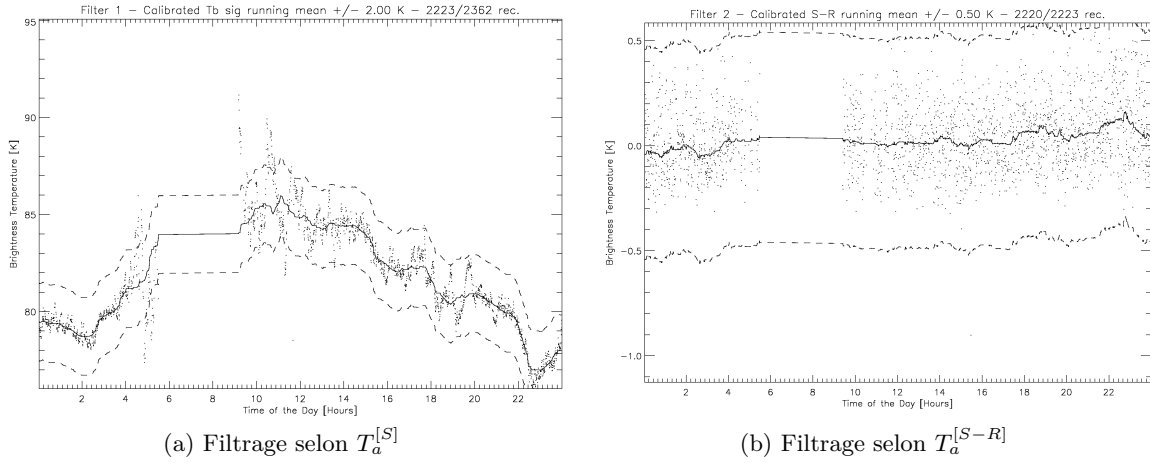 Filter 1 – Calibrated Tb sig running mean +/− 2.00 K – 2223/2362 rec.
95
90
85
80
Brightness Temperature [K]
2 4 6 8 10 12 14 16 18 20 22
Time of the Day [Hours]
(a) Filtrage selon T_a^{[S]}
Filter 2 – Calibrated S–R running mean +/− 0.50 K – 2220/2223 rec.
0.5
0.0
−0.5
−1.0
Brightness Temperature [K]
2 4 6 8 10 12 14 16 18 20 22
Time of the Day [Hours]
(b) Filtrage selon T_a^{[S−R]}